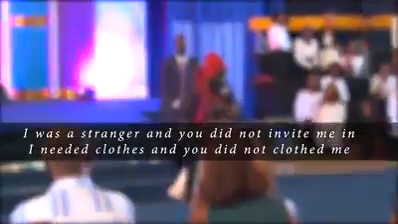 I was a stranger and you did not invite me in
I needed clothes and you did not clothed me